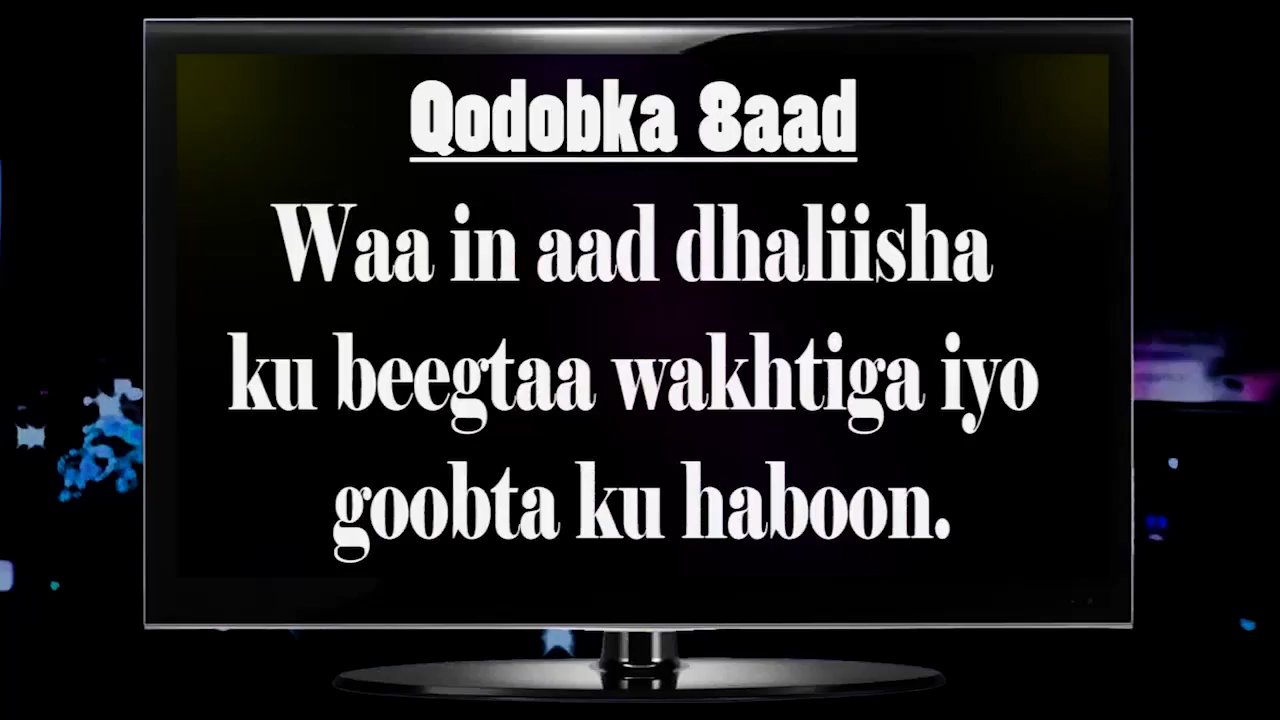 Qodobka 8aad
Waa in aad dhaliisha
ku beegtaa wakhtiga iyo
goobta ku haboon.